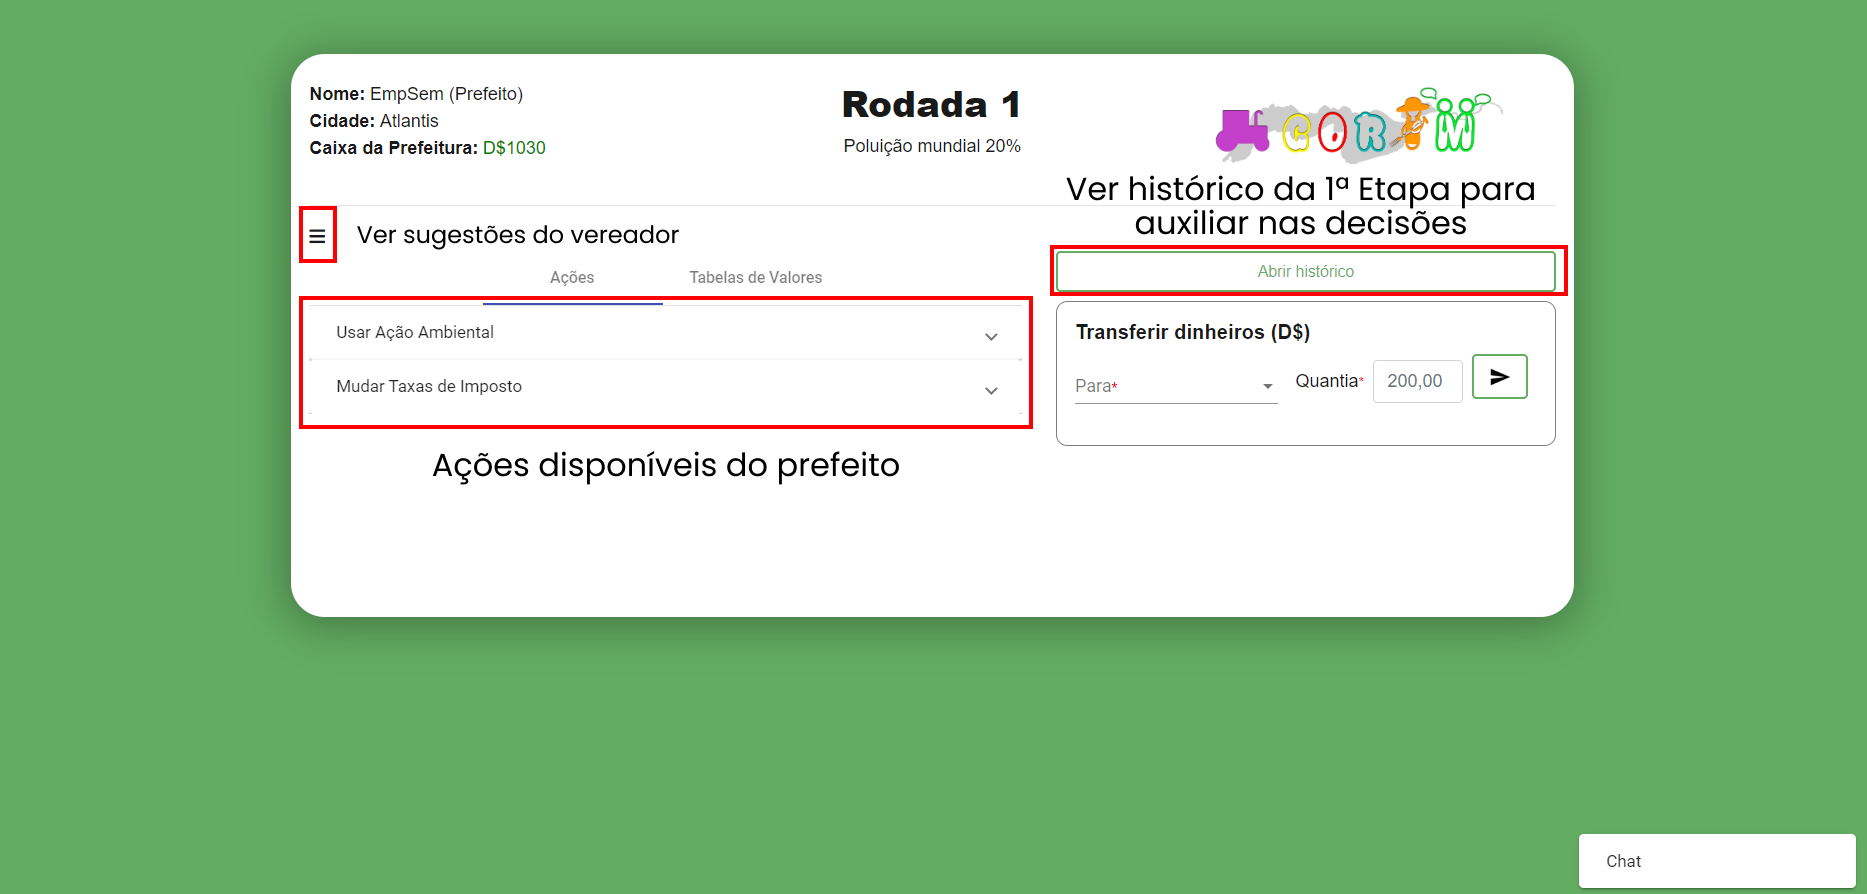 Nome: EmpSem (Prefeito)
Cidade: Atlantis
Caixa da Prefeitura: D$1030
Rodada 1
Poluição mundial 20%
CORIM
Ver histórico da 1ª Etapa para
auxiliar nas decisões
Ver sugestões do vereador
Abrir histórico
Ações
Tabelas de Valores
Usar Ação Ambiental
Mudar Taxas de Imposto
Ações disponíveis do prefeito
Transferir dinheiros (D$)
Para*
Quantia*
200,00
Chat